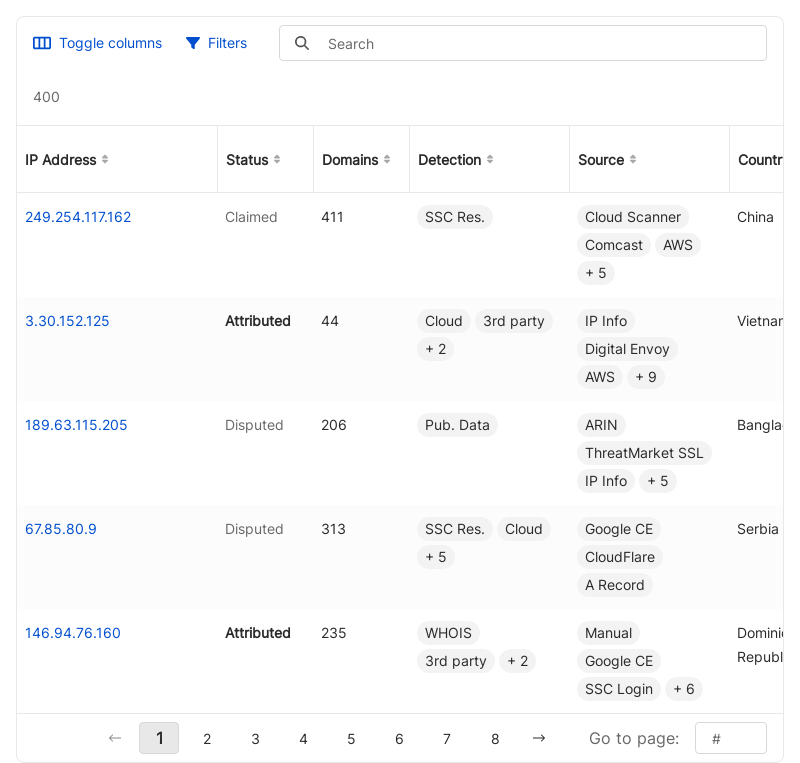 Toggle columns Filters Search
400
IP Address Status Domains Detection Source Countr
249.254.117.162 Claimed 411 SSC Res. Cloud Scanner China
Comcast AWS
+ 5
3.30.152.125 Attributed 44 Cloud 3rd party IP Info Vietnar
+ 2 Digital Envoy
AWS + 9
189.63.115.205 Disputed 206 Pub. Data ARIN Banglad
ThreatMarket SSL
IP Info + 5
67.85.80.9 Disputed 313 SSC Res. Cloud Google CE Serbia
+ 5 CloudFlare
A Record
146.94.76.160 Attributed 235 WHOIS Manual Dominic
3rd party + 2 Google CE Republ
SSC Login + 6
← 1 2 3 4 5 6 7 8 → Go to page: #